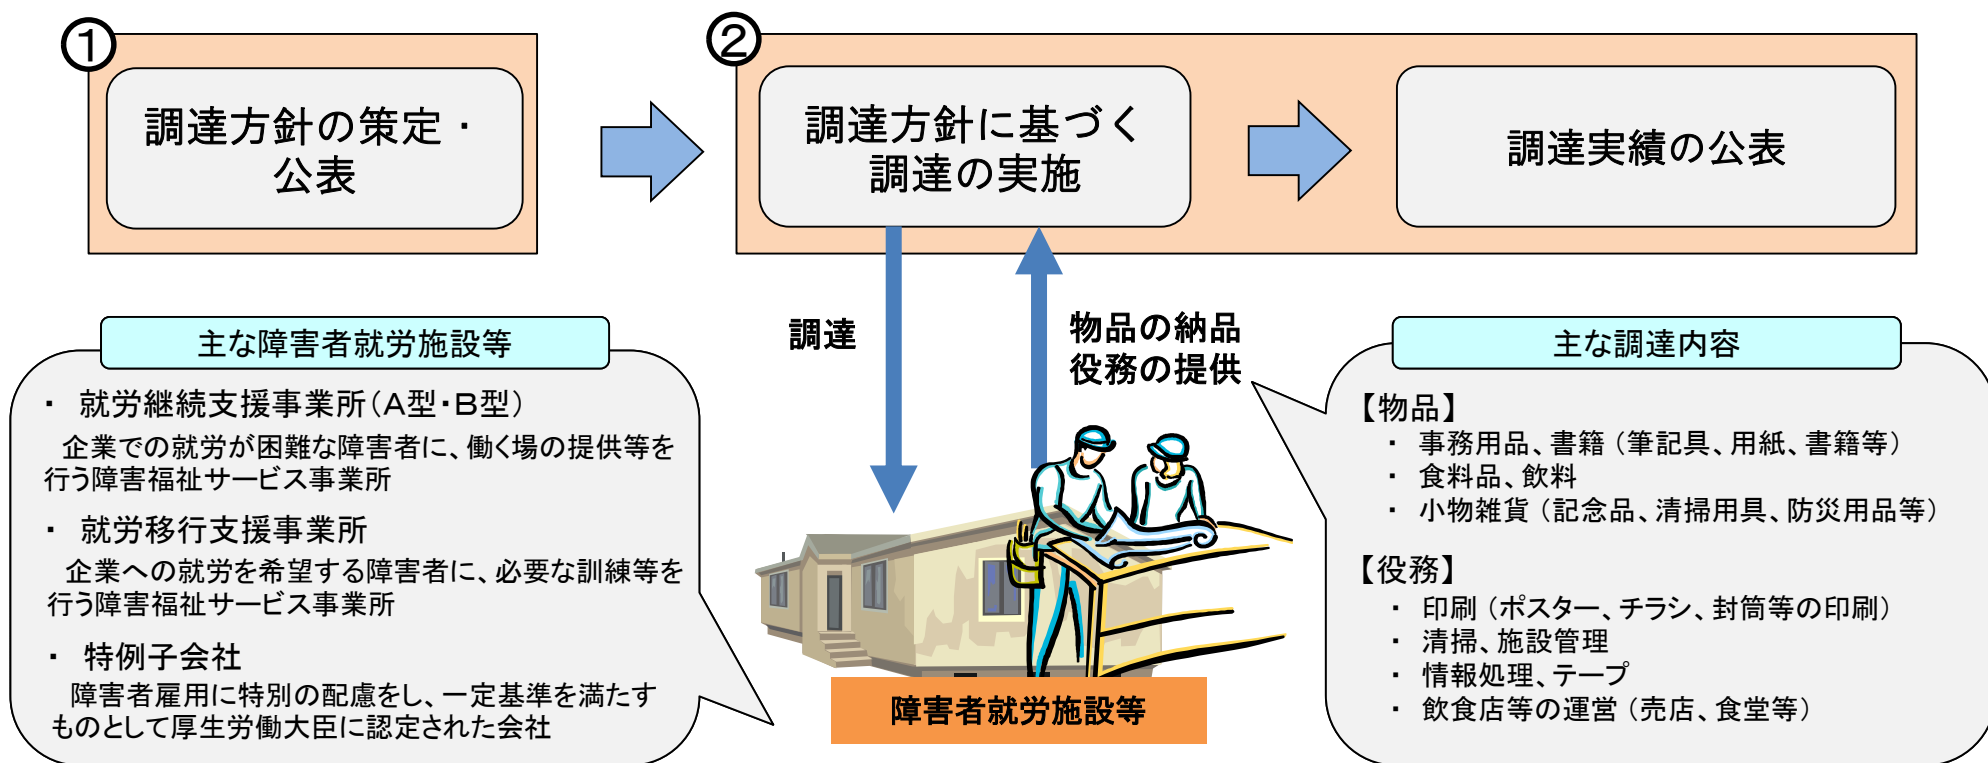 ①
調達方針の策定・
公表
②
調達方針に基づく
調達の実施
調達実績の公表
調達
物品の納品
役務の提供
主な障害者就労施設等
・ 就労継続支援事業所(A型・B型)
企業での就労が困難な障害者に、働く場の提供等を
行う障害福祉サービス事業所
・ 就労移行支援事業所
企業への就労を希望する障害者に、必要な訓練等を
行う障害福祉サービス事業所
・ 特例子会社
障害者雇用に特別の配慮をし、一定基準を満たす
ものとして厚生労働大臣に認定された会社
障害者就労施設等
主な調達内容
【物品】
・ 事務用品、書籍 (筆記具、用紙、書籍等)
・ 食料品、飲料
・ 小物雑貨 (記念品、清掃用具、防災用品等)
【役務】
・ 印刷 (ポスター、チラシ、封筒等の印刷)
・ 清掃、施設管理
・ 情報処理、テープ
・ 飲食店等の運営 (売店、食堂等)